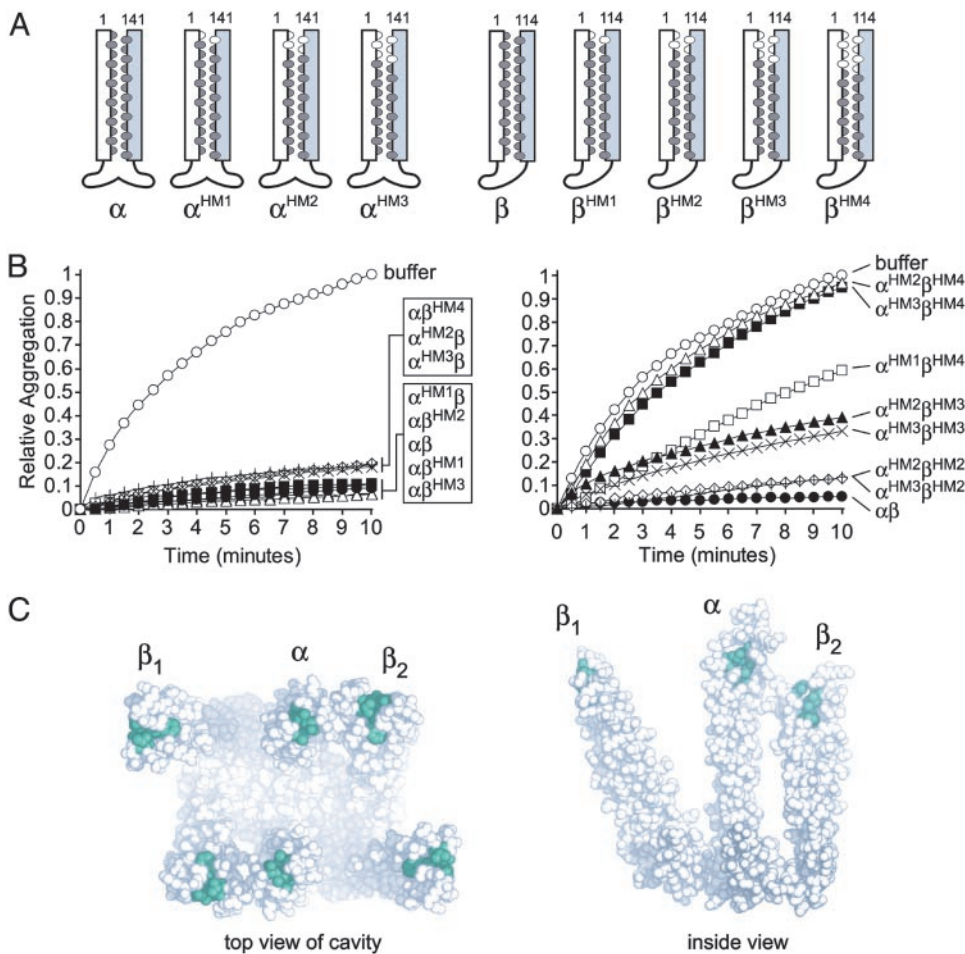 A
1 141 1 141 1 141 1 141 1 114 1 114 1 114 1 114 1 114
α α^HM1 α^HM2 α^HM3 β β^HM1 β^HM2 β^HM3 β^HM4
B
Relative Aggregation
1
0.9
0.8
0.7
0.6
0.5
0.4
0.3
0.2
0.1
0
0 1 2 3 4 5 6 7 8 9 10
Time (minutes)
buffer
αβ^HM4
α^HM2β
α^HM3β
α^HM1β
αβ^HM2
αβ
αβ^HM1
αβ^HM3
1
0.9
0.8
0.7
0.6
0.5
0.4
0.3
0.2
0.1
0
0 1 2 3 4 5 6 7 8 9 10
Time (minutes)
buffer
α^HM2β^HM4
α^HM3β^HM4
α^HM1β^HM4
α^HM2β^HM3
α^HM3β^HM3
α^HM2β^HM2
α^HM3β^HM2
αβ
C
β₁ α β₂
top view of cavity
β₁ α β₂
inside view